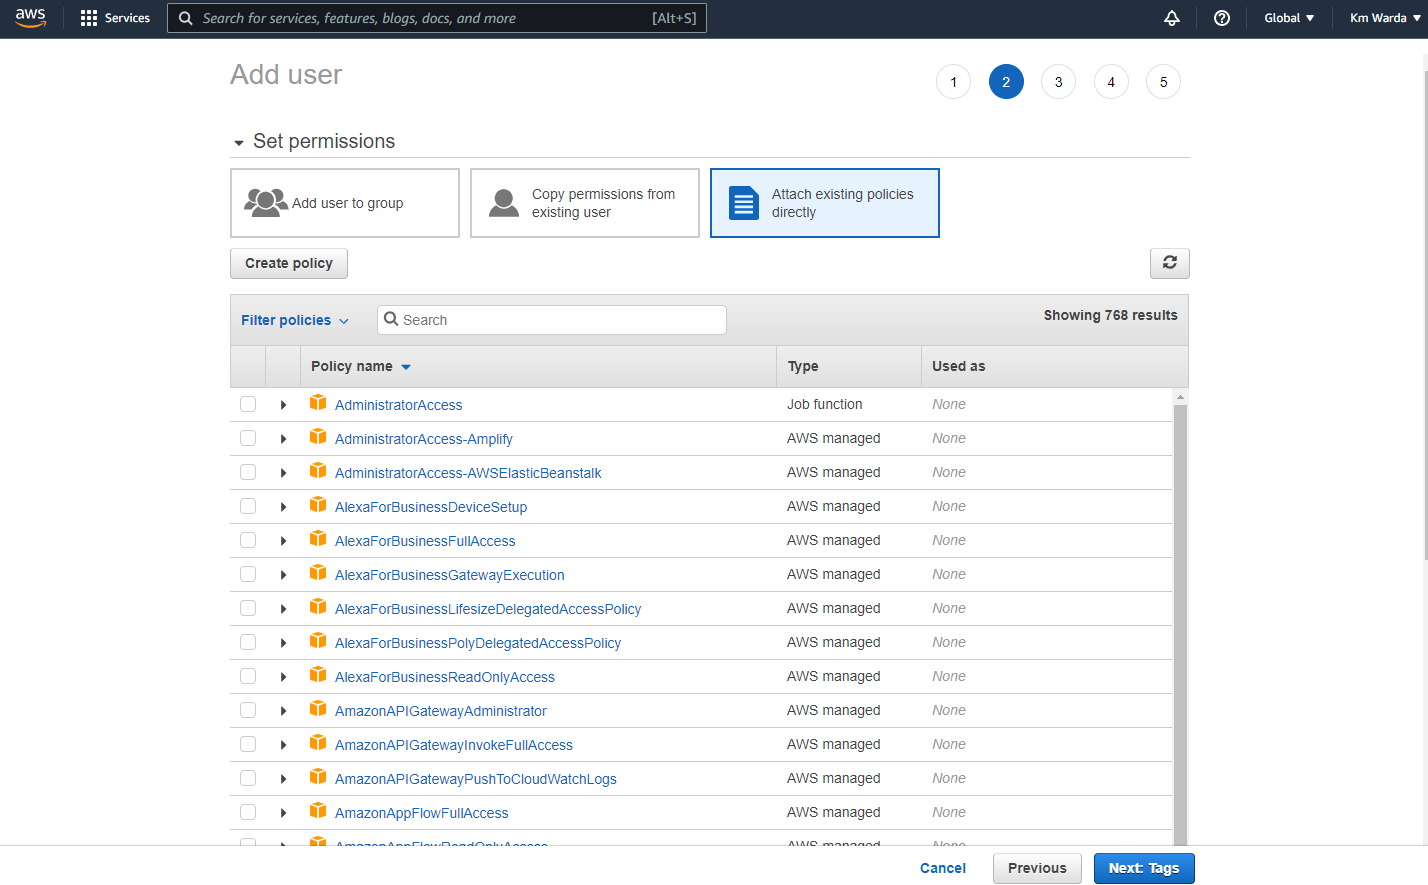 aws Services Search for services, features, blogs, docs, and more [Alt+S] Global Km Warda
Add user 1 2 3 4 5
Set permissions
Add user to group
Copy permissions from
existing user
Attach existing policies
directly
Create policy
Filter policies Search Showing 768 results
Policy name Type Used as
AdministratorAccess Job function None
AdministratorAccess-Amplify AWS managed None
AdministratorAccess-AWSElasticBeanstalk AWS managed None
AlexaForBusinessDeviceSetup AWS managed None
AlexaForBusinessFullAccess AWS managed None
AlexaForBusinessGatewayExecution AWS managed None
AlexaForBusinessLifesizeDelegatedAccessPolicy AWS managed None
AlexaForBusinessPolyDelegatedAccessPolicy AWS managed None
AlexaForBusinessReadOnlyAccess AWS managed None
AmazonAPIGatewayAdministrator AWS managed None
AmazonAPIGatewayInvokeFullAccess AWS managed None
AmazonAPIGatewayPushToCloudWatchLogs AWS managed None
AmazonAppFlowFullAccess AWS managed None
AmazonAppFlowReadOnlyAccess AWS managed None
Cancel Previous Next: Tags